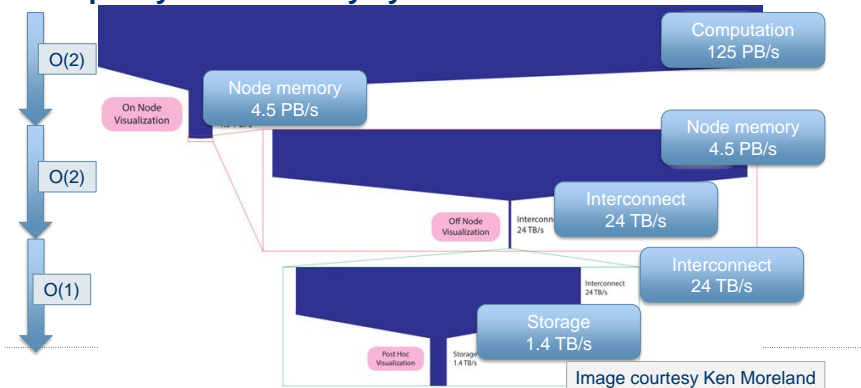 Computation
125 PB/s
O(2)
Node memory
4.5 PB/s
On Node
Visualization
Node memory
4.5 PB/s
O(2)
Interconnect
24 TB/s
Off Node
Visualization
24 TB/s
Interconnect
24 TB/s
O(1)
Interconnect
24 TB/s
Storage
1.4 TB/s
Post Hoc
Visualization
1.4 TB/s
Image courtesy Ken Moreland